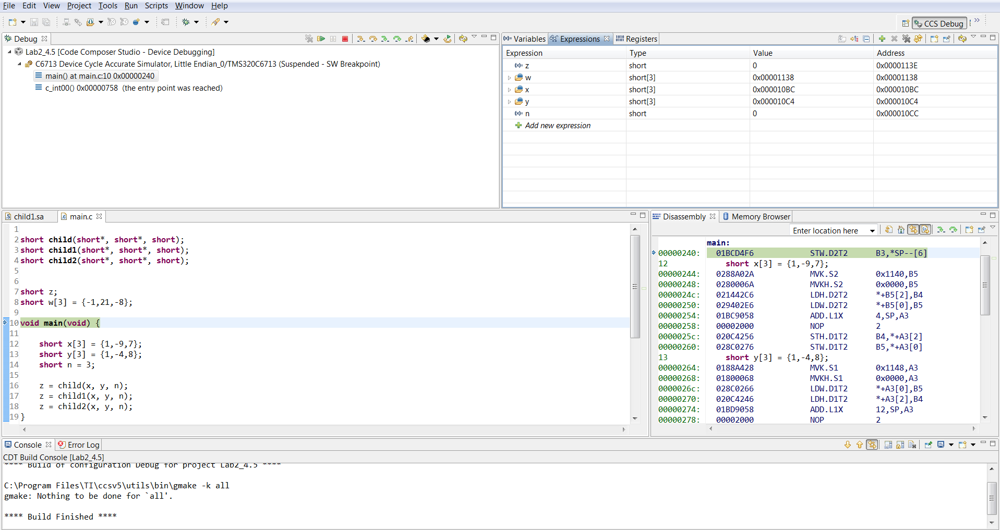 File Edit View Project Tools Run Scripts Window Help
CCS Debug
Debug
Lab2_4.5 [Code Composer Studio - Device Debugging]
C6713 Device Cycle Accurate Simulator, Little Endian_0/TMS320C6713 (Suspended - SW Breakpoint)
main() at main.c:10 0x00000240
c_int00() 0x00000758 (the entry point was reached)
(x)= Variables Expressions Registers
Expression Type Value Address
(x)= z short 0 0x0000113E
w short[3] 0x00001138 0x00001138
x short[3] 0x000010BC 0x000010BC
y short[3] 0x000010C4 0x000010C4
(x)= n short 0 0x000010CC
Add new expression
child1.sa main.c
1
2 short child(short*, short*, short);
3 short child1(short*, short*, short);
4 short child2(short*, short*, short);
5
6
7 short z;
8 short w[3] = {-1,21,-8};
9
10 void main(void) {
11
12 short x[3] = {1,-9,7};
13 short y[3] = {1,-4,8};
14 short n = 3;
15
16 z = child(x, y, n);
17 z = child1(x, y, n);
18 z = child2(x, y, n);
19 }
Disassembly Memory Browser
Enter location here
main:
00000240: 01BCD4F6 STW.D2T2 B3,*SP--[6]
12 short x[3] = {1,-9,7};
00000244: 0288A02A MVK.S2 0x1140,B5
00000248: 0280006A MVKH.S2 0x0000,B5
0000024c: 021442C6 LDH.D2T2 *+B5[2],B4
00000250: 029402E6 LDW.D2T2 *+B5[0],B5
00000254: 01BC9058 ADD.L1X 4,SP,A3
00000258: 00002000 NOP 2
0000025c: 020C4256 STH.D1T2 B4,*+A3[2]
00000260: 028C0276 STW.D1T2 B5,*+A3[0]
13 short y[3] = {1,-4,8};
00000264: 0188A428 MVK.S1 0x1148,A3
00000268: 01800068 MVKH.S1 0x0000,A3
0000026c: 028C0266 LDW.D1T2 *+A3[0],B5
00000270: 020C4246 LDH.D1T2 *+A3[2],B4
00000274: 01BD9058 ADD.L1X 12,SP,A3
00000278: 00002000 NOP 2
Console Error Log
CDT Build Console [Lab2_4.5]
**** Build of configuration Debug for project Lab2_4.5 ****
C:\Program Files\TI\ccsv5\utils\bin\gmake -k all
gmake: Nothing to be done for `all'.
**** Build Finished ****